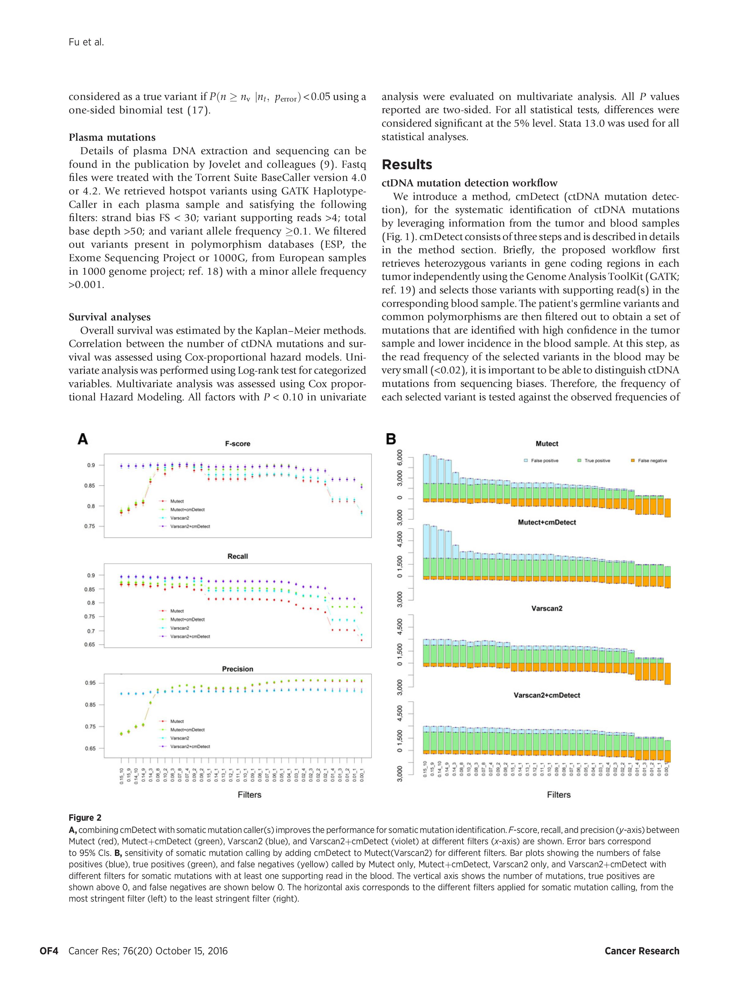 Fu et al.
considered as a true variant if P(n ≥ nv |nt, perror) < 0.05 using a
one-sided binomial test (17).
Plasma mutations
Details of plasma DNA extraction and sequencing can be
found in the publication by Jovelet and colleagues (9). Fastq
files were treated with the Torrent Suite BaseCaller version 4.0
or 4.2. We retrieved hotspot variants using GATK Haplotype-
Caller in each plasma sample and satisfying the following
filters: strand bias FS < 30; variant supporting reads >4; total
base depth >50; and variant allele frequency ≥0.1. We filtered
out variants present in polymorphism databases (ESP, the
Exome Sequencing Project or 1000G, from European samples
in 1000 genome project; ref. 18) with a minor allele frequency
>0.001.
Survival analyses
Overall survival was estimated by the Kaplan–Meier methods.
Correlation between the number of ctDNA mutations and sur-
vival was assessed using Cox-proportional hazard models. Uni-
variate analysis was performed using Log-rank test for categorized
variables. Multivariate analysis was assessed using Cox propor-
tional Hazard Modeling. All factors with P < 0.10 in univariate
analysis were evaluated on multivariate analysis. All P values
reported are two-sided. For all statistical tests, differences were
considered significant at the 5% level. Stata 13.0 was used for all
statistical analyses.
Results
ctDNA mutation detection workflow
We introduce a method, cmDetect (ctDNA mutation detec-
tion), for the systematic identification of ctDNA mutations
by leveraging information from the tumor and blood samples
(Fig. 1). cmDetect consists of three steps and is described in details
in the method section. Briefly, the proposed workflow first
retrieves heterozygous variants in gene coding regions in each
tumor independently using the Genome Analysis ToolKit (GATK;
ref. 19) and selects those variants with supporting read(s) in the
corresponding blood sample. The patient's germline variants and
common polymorphisms are then filtered out to obtain a set of
mutations that are identified with high confidence in the tumor
sample and lower incidence in the blood sample. At this step, as
the read frequency of the selected variants in the blood may be
very small (<0.02), it is important to be able to distinguish ctDNA
mutations from sequencing biases. Therefore, the frequency of
each selected variant is tested against the observed frequencies of
A
F-score
0.9
0.85
0.8
0.75
Mutect
Mutect+cmDetect
Varscan2
Varscan2+cmDetect
Recall
0.9
0.85
0.8
0.75
0.7
0.65
Mutect
Mutect+cmDetect
Varscan2
Varscan2+cmDetect
Precision
0.95
0.85
0.75
0.65
Mutect
Mutect+cmDetect
Varscan2
Varscan2+cmDetect
0.15_10 0.15_9 0.14_10 0.14_9 0.14_3 0.08_8 0.10_2 0.08_3 0.07_8 0.07_4 0.09_2 0.08_2 0.15_1 0.14_1 0.13_1 0.12_1 0.11_1 0.10_1 0.09_1 0.08_1 0.07_1 0.06_1 0.05_1 0.04_1 0.03_1 0.02_4 0.02_3 0.02_2 0.02_1 0.01_4 0.01_3 0.01_2 0.01_1 0.00_1
Filters
B
Mutect
False positive True positive False negative
6,000
3,000
0
3,000
Mutect+cmDetect
4,500
1,500
0
3,000
Varscan2
4,500
1,500
0
3,000
Varscan2+cmDetect
4,500
1,500
0
3,000
0.15_10 0.15_9 0.14_10 0.14_9 0.14_3 0.08_8 0.10_2 0.08_3 0.07_8 0.07_4 0.09_2 0.08_2 0.15_1 0.14_1 0.13_1 0.12_1 0.11_1 0.10_1 0.09_1 0.08_1 0.07_1 0.06_1 0.05_1 0.04_1 0.03_1 0.02_4 0.02_3 0.02_2 0.02_1 0.01_4 0.01_3 0.01_2 0.01_1 0.00_1
Filters
Figure 2
A, combining cmDetect with somatic mutation caller(s) improves the performance for somatic mutation identification. F-score, recall, and precision (y-axis) between
Mutect (red), Mutect+cmDetect (green), Varscan2 (blue), and Varscan2+cmDetect (violet) at different filters (x-axis) are shown. Error bars correspond
to 95% CIs. B, sensitivity of somatic mutation calling by adding cmDetect to Mutect(Varscan2) for different filters. Bar plots showing the numbers of false
positives (blue), true positives (green), and false negatives (yellow) called by Mutect only, Mutect+cmDetect, Varscan2 only, and Varscan2+cmDetect with
different filters for somatic mutations with at least one supporting read in the blood. The vertical axis shows the number of mutations, true positives are
shown above 0, and false negatives are shown below 0. The horizontal axis corresponds to the different filters applied for somatic mutation calling, from the
most stringent filter (left) to the least stringent filter (right).
OF4 Cancer Res; 76(20) October 15, 2016
Cancer Research